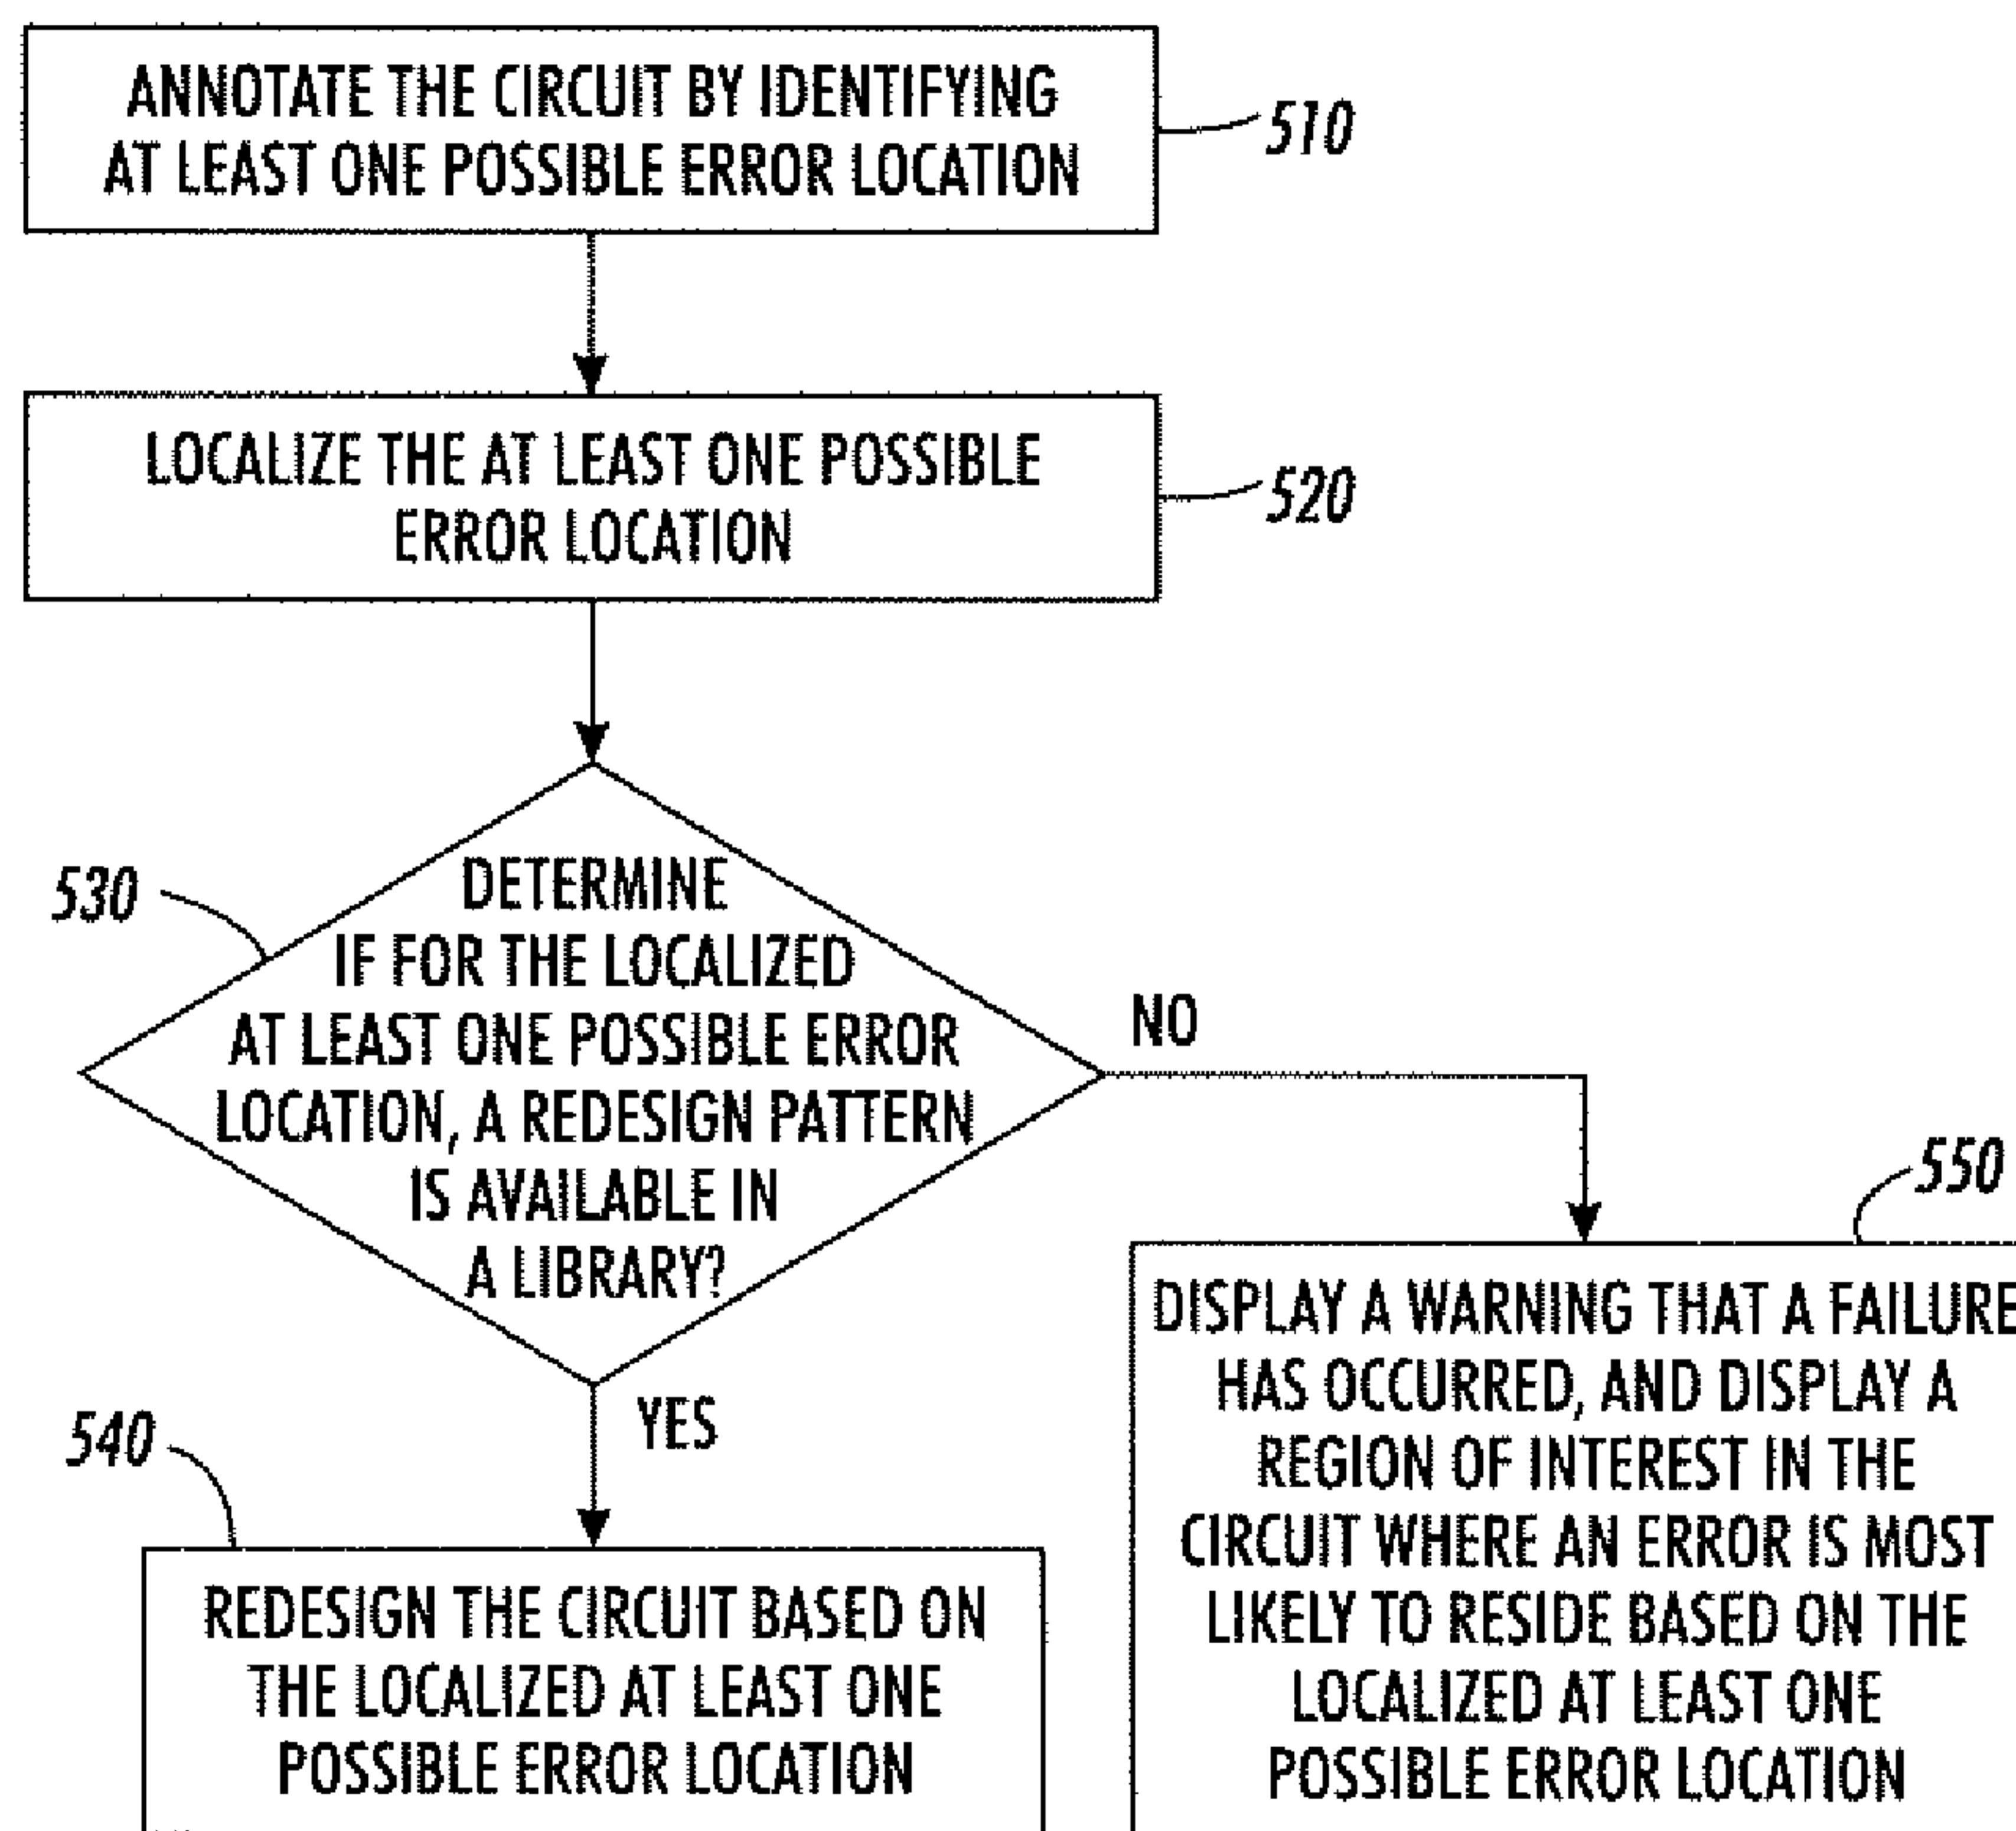 ANNOTATE THE CIRCUIT BY IDENTIFYING
AT LEAST ONE POSSIBLE ERROR LOCATION
510
LOCALIZE THE AT LEAST ONE POSSIBLE
ERROR LOCATION
520
530
DETERMINE
IF FOR THE LOCALIZED
AT LEAST ONE POSSIBLE ERROR
LOCATION, A REDESIGN PATTERN
IS AVAILABLE IN
A LIBRARY?
NO
YES
540
REDESIGN THE CIRCUIT BASED ON
THE LOCALIZED AT LEAST ONE
POSSIBLE ERROR LOCATION
550
DISPLAY A WARNING THAT A FAILURE
HAS OCCURRED, AND DISPLAY A
REGION OF INTEREST IN THE
CIRCUIT WHERE AN ERROR IS MOST
LIKELY TO RESIDE BASED ON THE
LOCALIZED AT LEAST ONE
POSSIBLE ERROR LOCATION